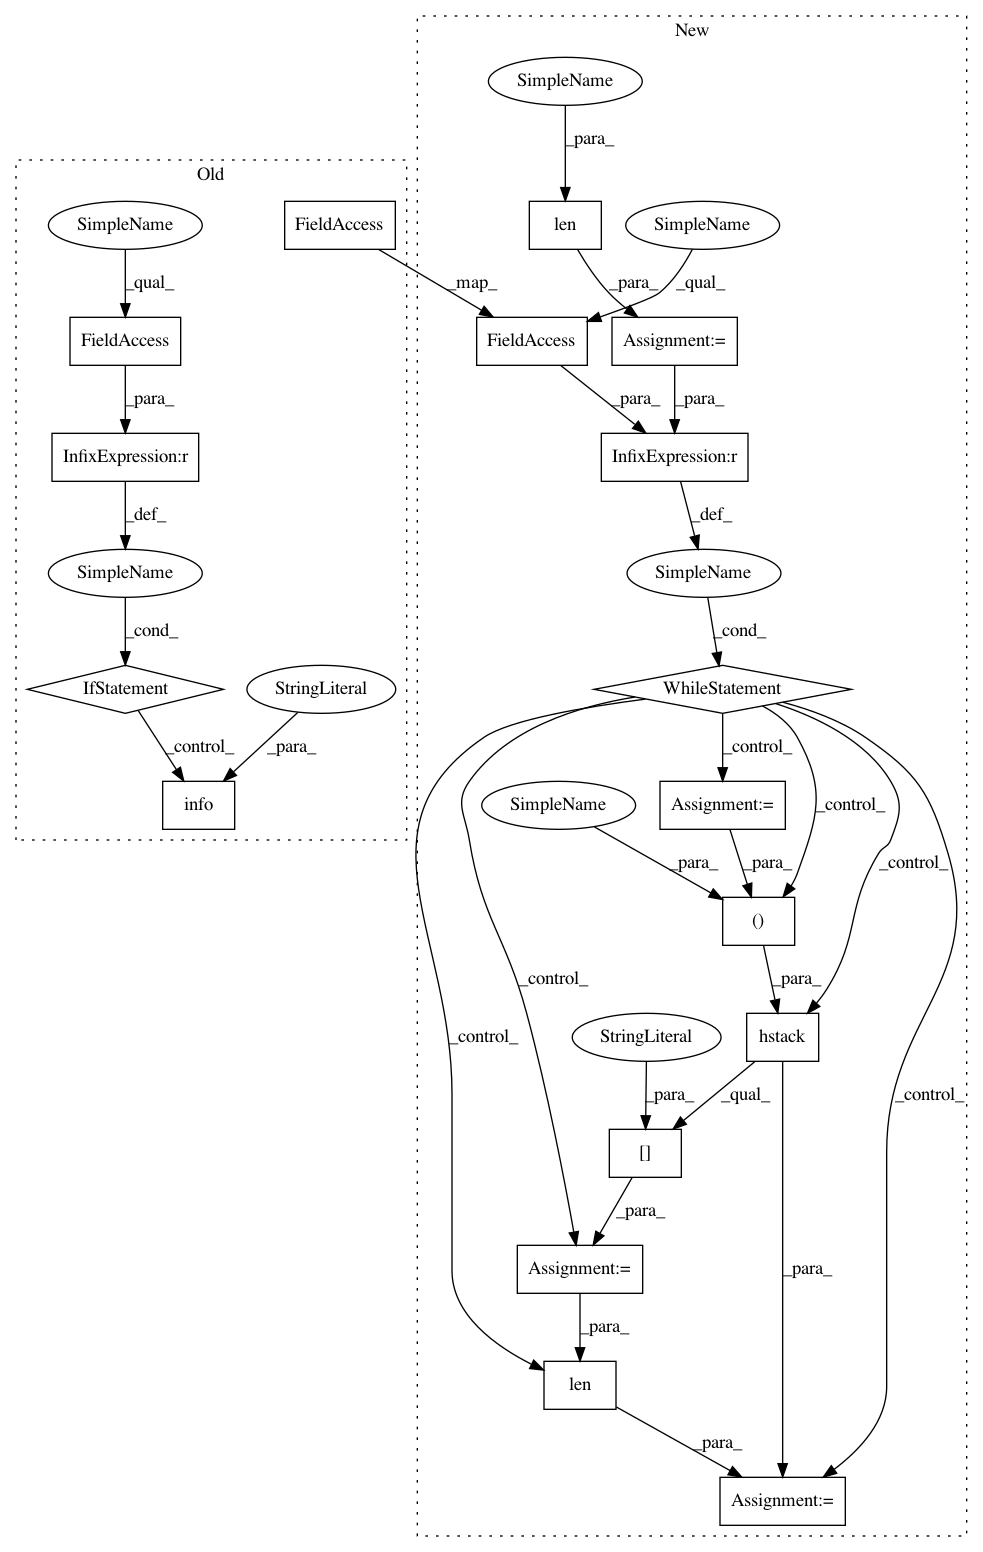 New
SimpleName
_para_
Old
SimpleName
FieldAccess
len
SimpleName
_qual_
_map_
_para_
_qual_
FieldAccess
FieldAccess
Assignment:=
_para_
_para_
_para_
InfixExpression:r
InfixExpression:r
_def_
_def_
SimpleName
SimpleName
_cond_
_cond_
IfStatement
StringLiteral
WhileStatement
_control_
_para_
_control_
info
SimpleName
Assignment:=
_control_
_para_
_para_
_control_
()
_control_
_para_
_control_
StringLiteral
hstack
_para_
_qual_
_control_
[]
_para_
Assignment:=
_para_
_para_
len
_para_
Assignment:=